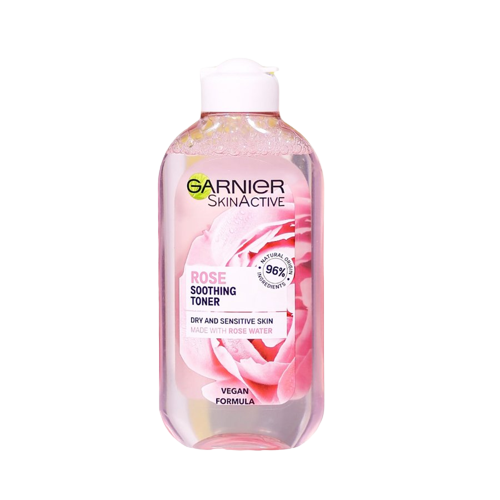 GARNIER
SKINACTIVE
ROSE
SOOTHING
TONER
NATURAL ORIGIN
96%
INGREDIENTS
DRY AND SENSITIVE SKIN
MADE WITH ROSE WATER
VEGAN
FORMULA